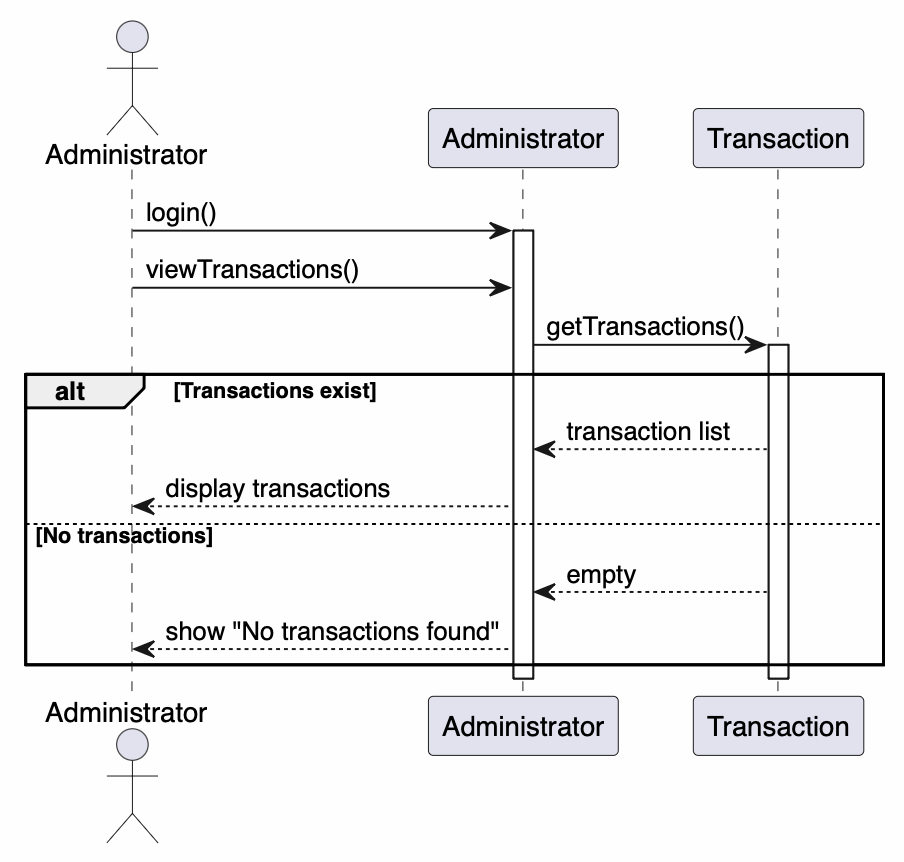 Administrator
Administrator
Transaction
login()
viewTransactions()
getTransactions()
alt
[Transactions exist]
transaction list
display transactions
[No transactions]
empty
show "No transactions found"
Administrator
Administrator
Transaction